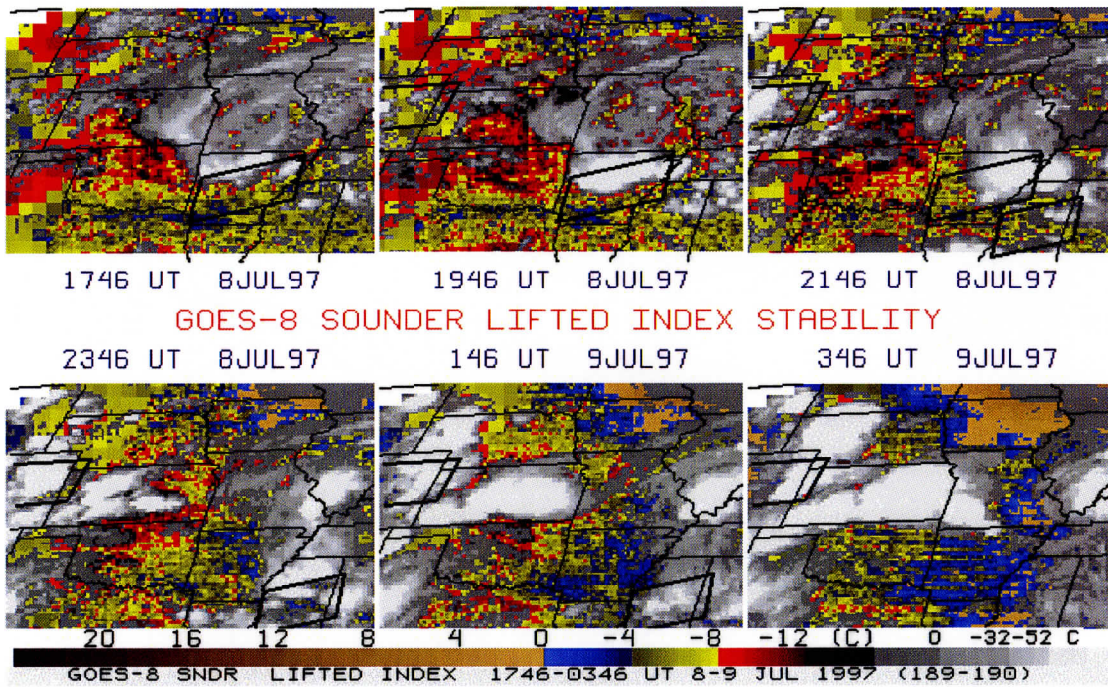 1746 UT 8JUL97 1946 UT 8JUL97 2146 UT 8JUL97
GOES-8 SOUNDER LIFTED INDEX STABILITY
2346 UT 8JUL97 146 UT 9JUL97 346 UT 9JUL97
20 16 12 8 4 0 -4 -8 -12 (C) 0 -32-52 C
GOES-8 SNDR LIFTED INDEX 1746-0346 UT 8-9 JUL 1997 (189-190)